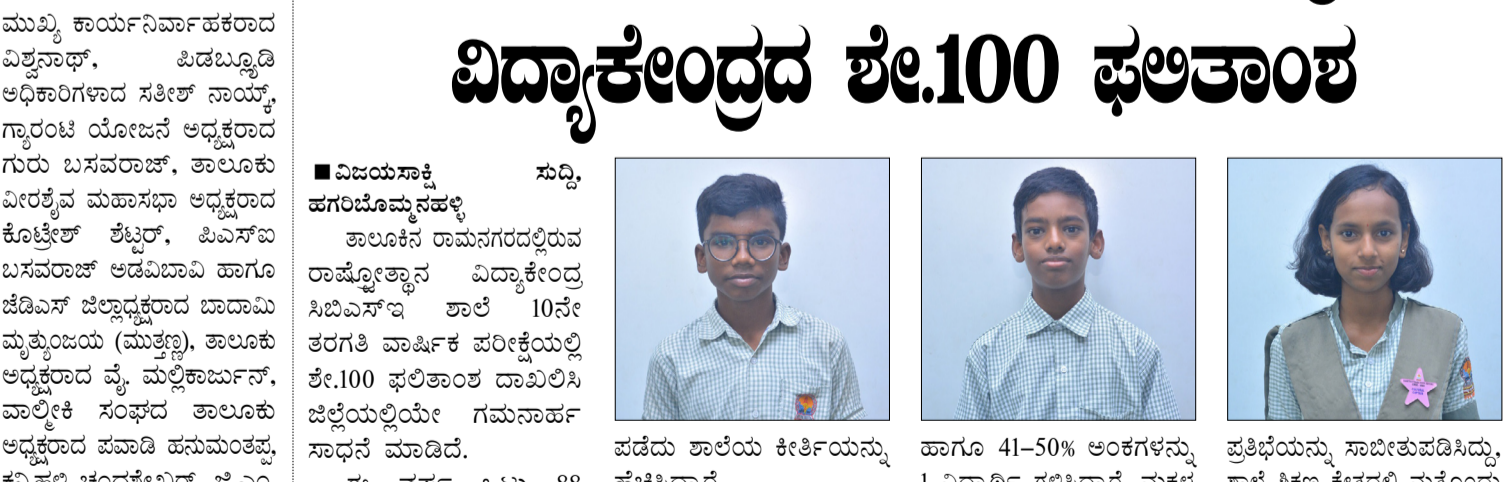 ಮುಖ್ಯ ಕಾರ್ಯನಿರ್ವಾಹಕರಾದ
ವಿಶ್ವನಾಥ್, ಪಿಡಬ್ಲ್ಯೂಡಿ
ಅಧಿಕಾರಿಗಳಾದ ಸತೀಶ್ ನಾಯ್ಕ್,
ಗ್ಯಾರಂಟಿ ಯೋಜನೆ ಅಧ್ಯಕ್ಷರಾದ
ಗುರು ಬಸವರಾಜ್, ತಾಲೂಕು
ವೀರಶೈವ ಮಹಾಸಭಾ ಅಧ್ಯಕ್ಷರಾದ
ಕೊಟ್ರೇಶ್ ಶೆಟ್ಟರ್, ಪಿಎಸ್ಐ
ಬಸವರಾಜ್ ಅಡವಿಬಾವಿ ಹಾಗೂ
ಜೆಡಿಎಸ್ ಜಿಲ್ಲಾಧ್ಯಕ್ಷರಾದ ಬಾದಾಮಿ
ಮೃತ್ಯುಂಜಯ (ಮುತ್ತಣ್ಣ), ತಾಲೂಕು
ಅಧ್ಯಕ್ಷರಾದ ವೈ. ಮಲ್ಲಿಕಾರ್ಜುನ್,
ವಾಲ್ಮೀಕಿ ಸಂಘದ ತಾಲೂಕು
ಅಧ್ಯಕ್ಷರಾದ ಪವಾಡಿ ಹನುಮಂತಪ್ಪ,
ವಿದ್ಯಾಕೇಂದ್ರದ ಶೇ.100 ಫಲಿತಾಂಶ
■ ವಿಜಯಸಾಕ್ಷಿ ಸುದ್ದಿ,
ಹಗರಿಬೊಮ್ಮನಹಳ್ಳಿ
ತಾಲೂಕಿನ ರಾಮನಗರದಲ್ಲಿರುವ
ರಾಷ್ಟ್ರೋತ್ಥಾನ ವಿದ್ಯಾಕೇಂದ್ರ
ಸಿಬಿಎಸ್ಇ ಶಾಲೆ 10ನೇ
ತರಗತಿ ವಾರ್ಷಿಕ ಪರೀಕ್ಷೆಯಲ್ಲಿ
ಶೇ.100 ಫಲಿತಾಂಶ ದಾಖಲಿಸಿ
ಜಿಲ್ಲೆಯಲ್ಲಿಯೇ ಗಮನಾರ್ಹ
ಸಾಧನೆ ಮಾಡಿದೆ.
ಪಡೆದು ಶಾಲೆಯ ಕೀರ್ತಿಯನ್ನು
ಹಾಗೂ 41–50% ಅಂಕಗಳನ್ನು
ಪ್ರತಿಭೆಯನ್ನು ಸಾಬೀತುಪಡಿಸಿದ್ದು,